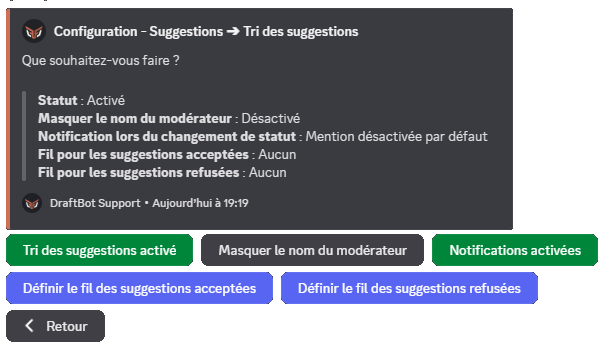 Configuration - Suggestions ➔ Tri des suggestions
Que souhaitez-vous faire ?
Statut : Activé
Masquer le nom du modérateur : Désactivé
Notification lors du changement de statut : Mention désactivée par défaut
Fil pour les suggestions acceptées : Aucun
Fil pour les suggestions refusées : Aucun
DraftBot Support • Aujourd'hui à 19:19
Tri des suggestions activé
Masquer le nom du modérateur
Notifications activées
Définir le fil des suggestions acceptées
Définir le fil des suggestions refusées
Retour